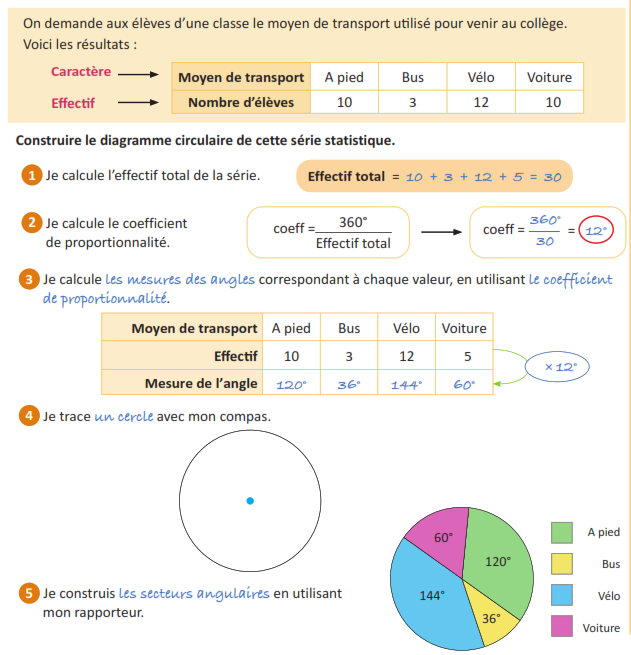 On demande aux élèves d'une classe le moyen de transport utilisé pour venir au collège.
Voici les résultats :
Caractère
Moyen de transport A pied Bus Vélo Voiture
Effectif
Nombre d'élèves 10 3 12 10
Construire le diagramme circulaire de cette série statistique.
1 Je calcule l'effectif total de la série. Effectif total = 10 + 3 + 12 + 5 = 30
2 Je calcule le coefficient
de proportionnalité.
coeff = 360° / Effectif total
coeff = 360° / 30 = 12°
3 Je calcule les mesures des angles correspondant à chaque valeur, en utilisant le coefficient
de proportionnalité.
Moyen de transport A pied Bus Vélo Voiture
Effectif 10 3 12 5
Mesure de l'angle 120° 36° 144° 60°
× 12°
4 Je trace un cercle avec mon compas.
5 Je construis les secteurs angulaires en utilisant
mon rapporteur.
60°
120°
144°
36°
A pied
Bus
Vélo
Voiture